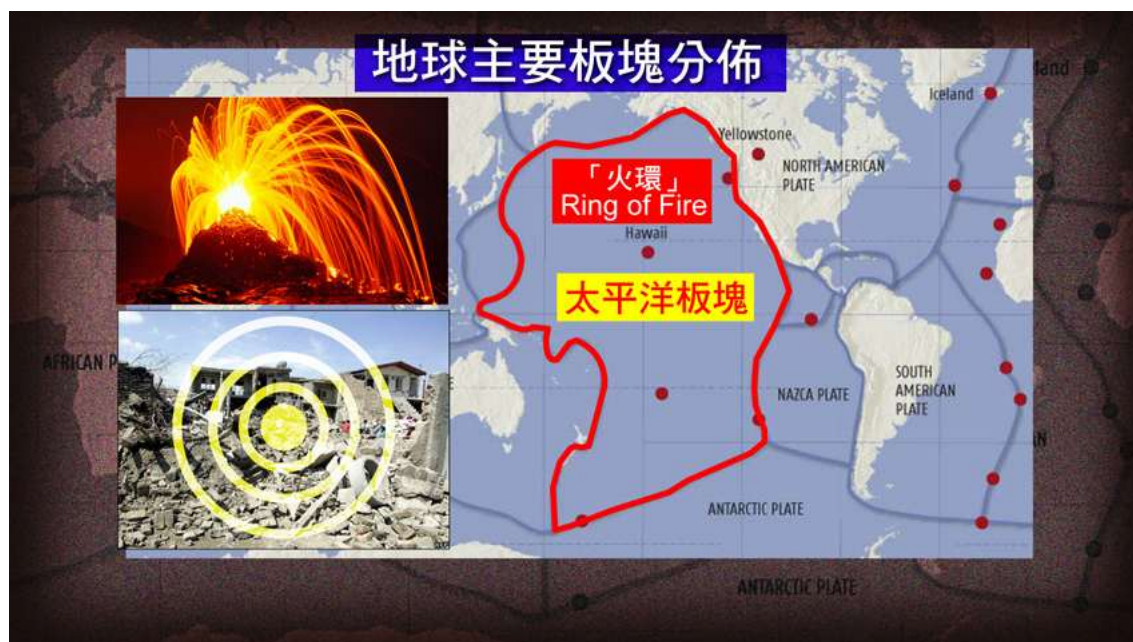 地球主要板塊分佈
Iceland
Yellowstone
NORTH AMERICAN
PLATE
「火環」
Ring of Fire
Hawaii
太平洋板塊
AFRICAN P
NAZCA PLATE
SOUTH
AMERICAN
PLATE
ANTARCTIC PLATE
ANTARCTIC PLATE